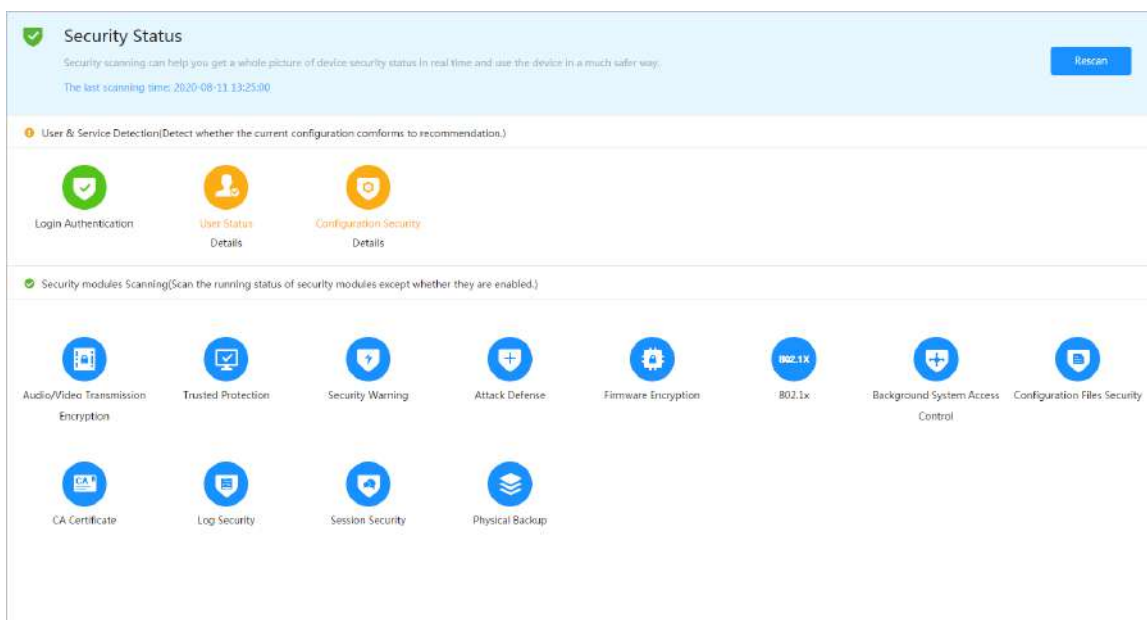 Security Status
Security scanning can help you get a whole picture of device security status in real time and use the device in a much safer way.
Rescan
The last scanning time: 2020-08-11 13:25:00
User & Service Detection(Detect whether the current configuration comforms to recommendation.)
Login Authentication
User Status
Configuration Security
Details
Details
Security modules Scanning(Scan the running status of security modules except whether they are enabled.)
802.1X
Audio/Video Transmission
Encryption
Trusted Protection
Security Warning
Attack Defense
Firmware Encryption
802.1x
Background System Access
Control
Configuration Files Security
CA
CA Certificate
Log Security
Session Security
Physical Backup